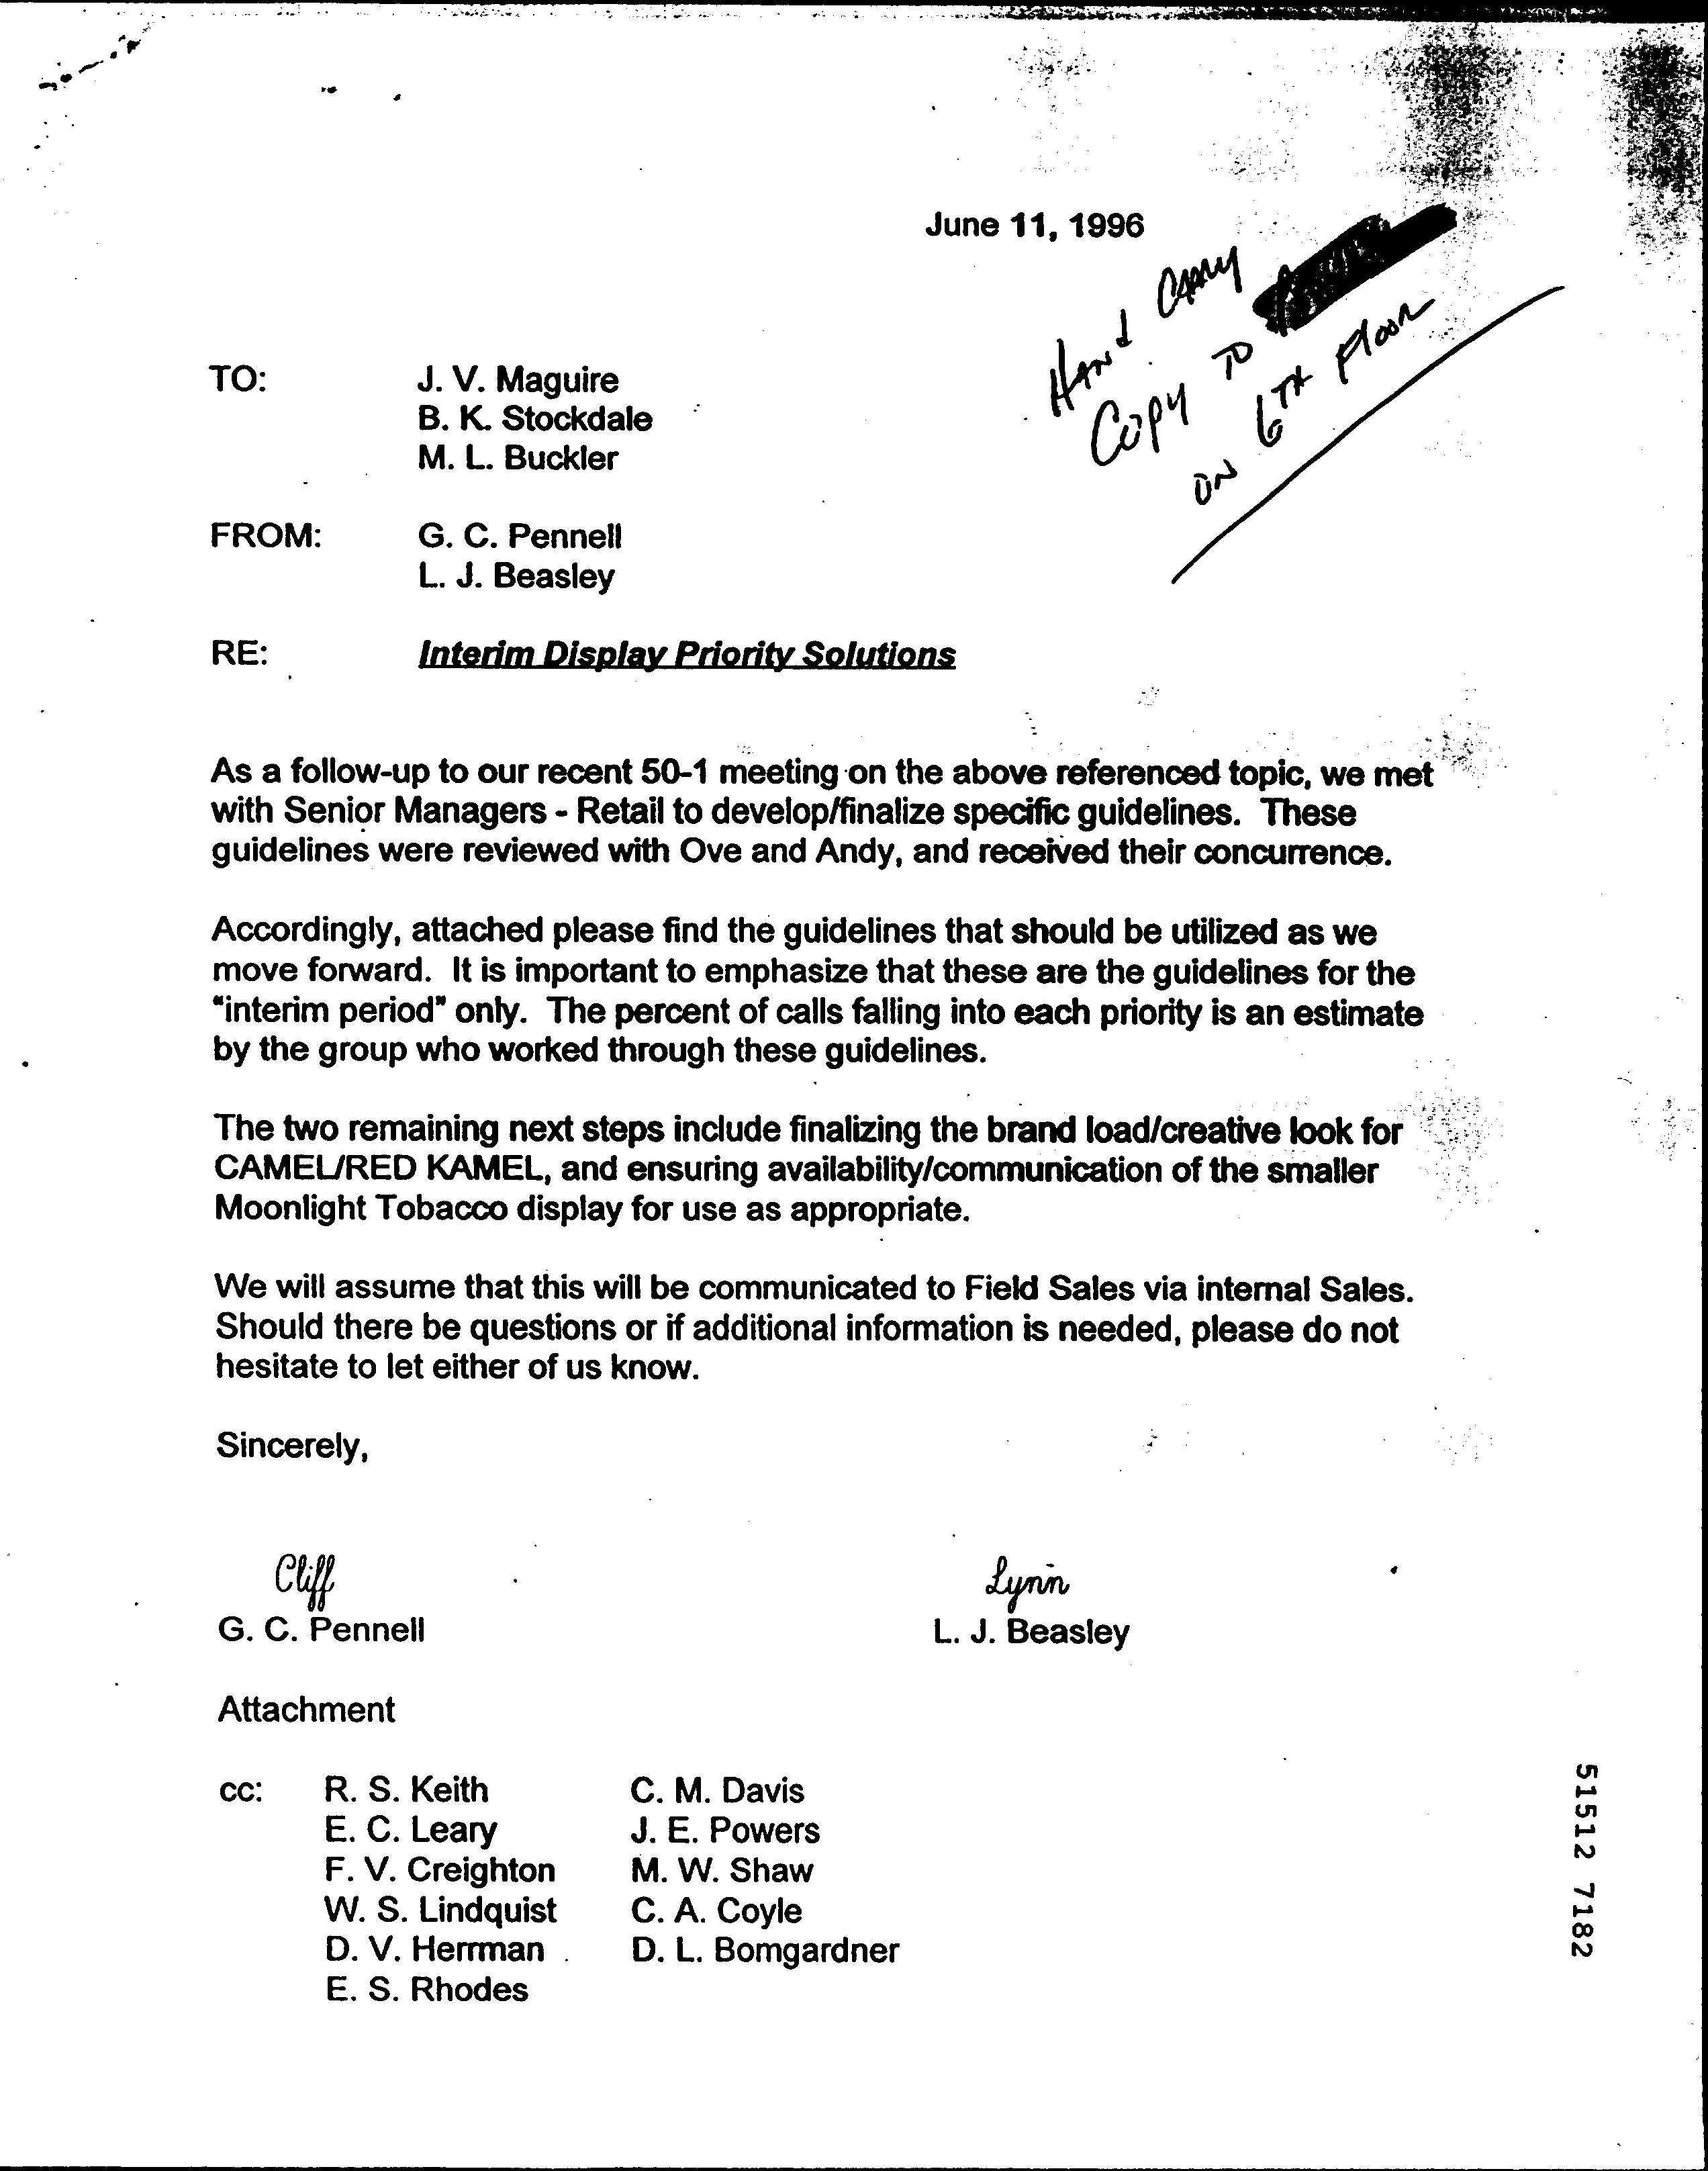 June 11, 1996
HAND CARRY
COPY TO
ON 6TH FLOOR
TO: J. V. Maguire
B. K. Stockdale
M. L. Buckler
FROM: G. C. Pennell
L. J. Beasley
RE: Interim Display Priority Solutions
As a follow-up to our recent 50-1 meeting on the above referenced topic, we met
with Senior Managers - Retail to develop/finalize specific guidelines. These
guidelines were reviewed with Ove and Andy, and received their concurrence.
Accordingly, attached please find the guidelines that should be utilized as we
move forward. It is important to emphasize that these are the guidelines for the
"interim period" only. The percent of calls falling into each priority is an estimate
by the group who worked through these guidelines.
The two remaining next steps include finalizing the brand load/creative look for
CAMEL/RED KAMEL, and ensuring availability/communication of the smaller
Moonlight Tobacco display for use as appropriate.
We will assume that this will be communicated to Field Sales via internal Sales.
Should there be questions or if additional information is needed, please do not
hesitate to let either of us know.
Sincerely,
Cliff Lynn
G. C. Pennell L. J. Beasley
Attachment
cc: R. S. Keith C. M. Davis
E. C. Leary J. E. Powers
F. V. Creighton M. W. Shaw
W. S. Lindquist C. A. Coyle
D. V. Herrman D. L. Bomgardner
E. S. Rhodes
51512 7182